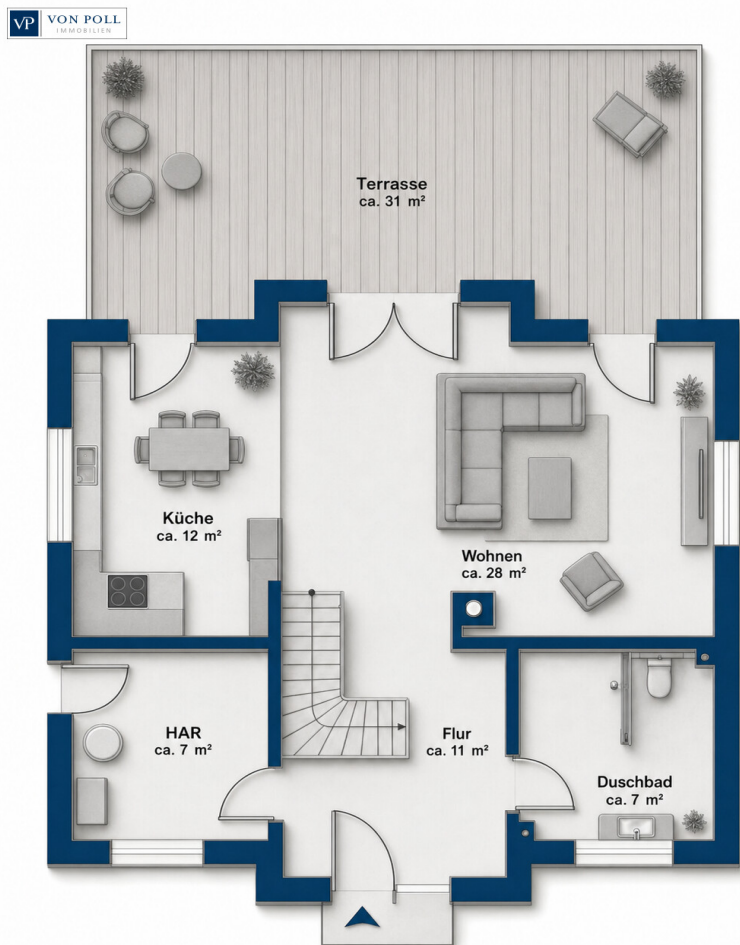 VP VON POLL
IMMOBILIEN
Terrasse
ca. 31 m²
Küche
ca. 12 m²
Wohnen
ca. 28 m²
HAR
ca. 7 m²
Flur
ca. 11 m²
Duschbad
ca. 7 m²